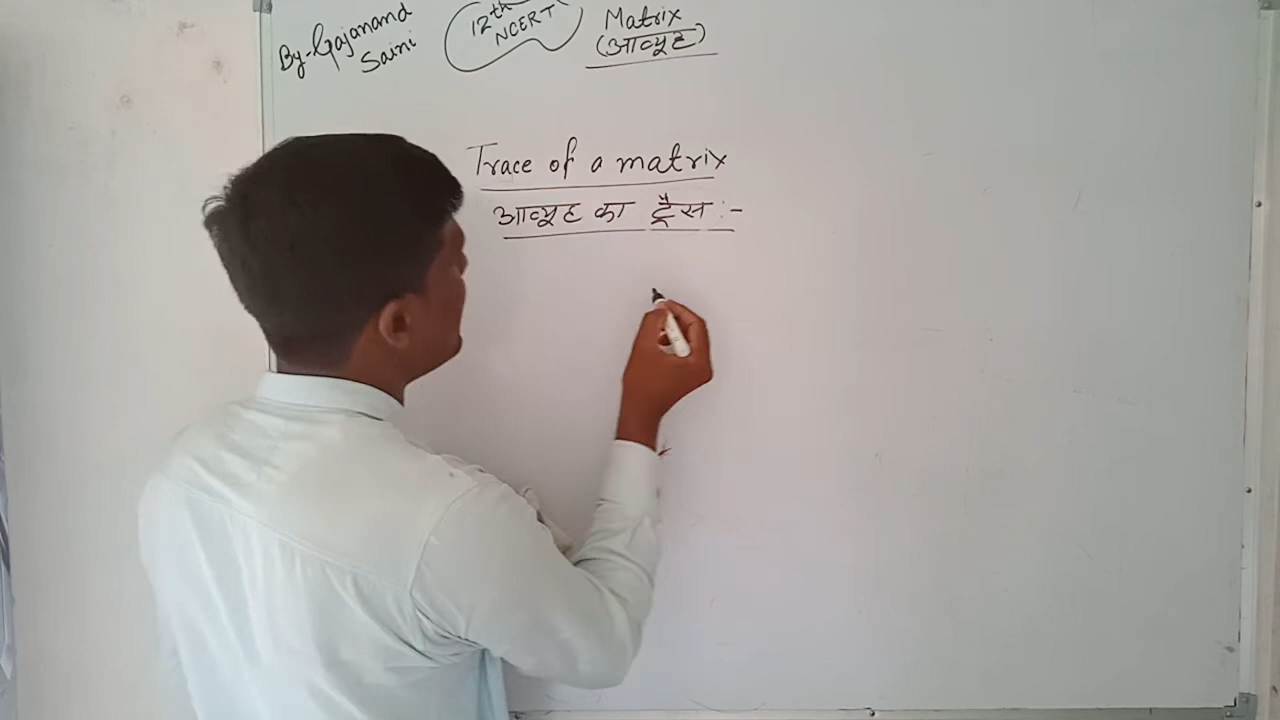 By-Gajanand
Saini
12th
NCERT
Matrix
(आव्यूह)
Trace of a matrix
आव्यूह का ट्रैस :-